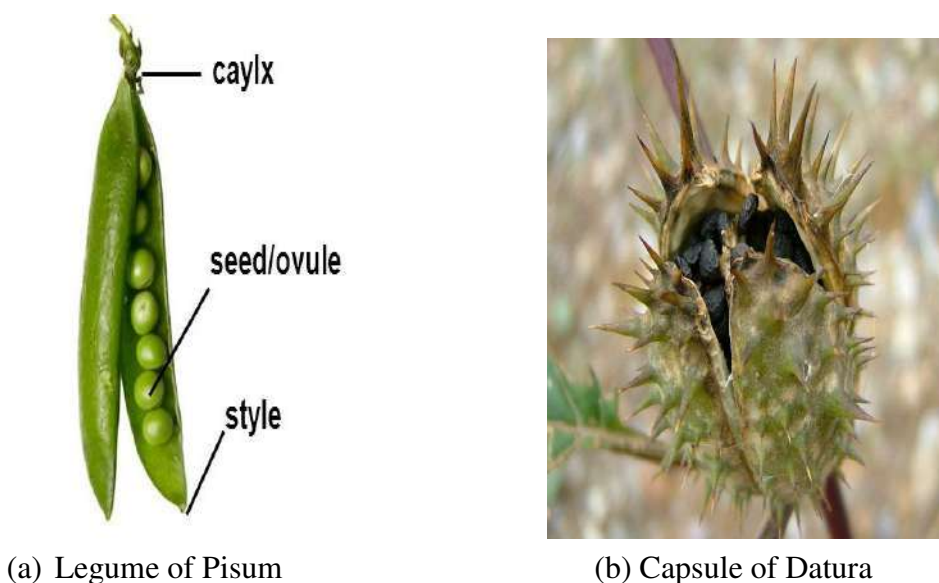 caylx
seed/ovule
style
(a) Legume of Pisum
(b) Capsule of Datura